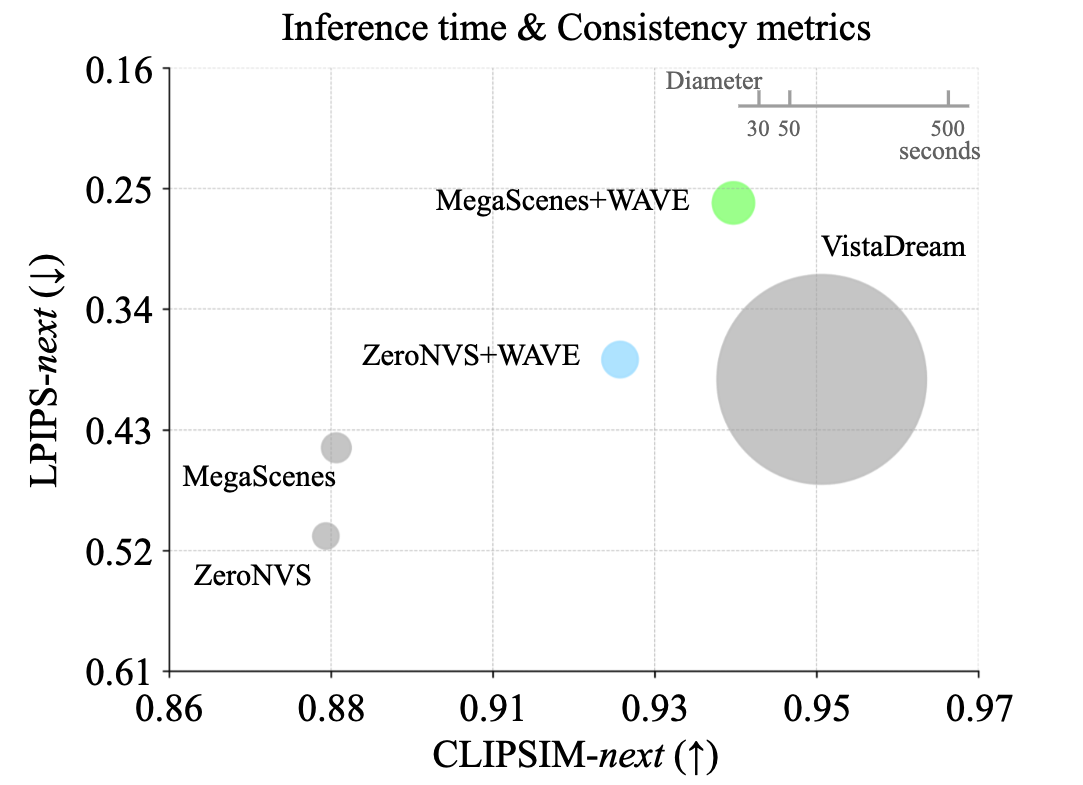 Inference time & Consistency metrics
0.16
Diameter
30 50 500
seconds
0.25
MegaScenes+WAVE
VistaDream
LPIPS-next (↓)
0.34
ZeroNVS+WAVE
0.43
MegaScenes
0.52
ZeroNVS
0.61
0.86 0.88 0.91 0.93 0.95 0.97
CLIPSIM-next (↑)